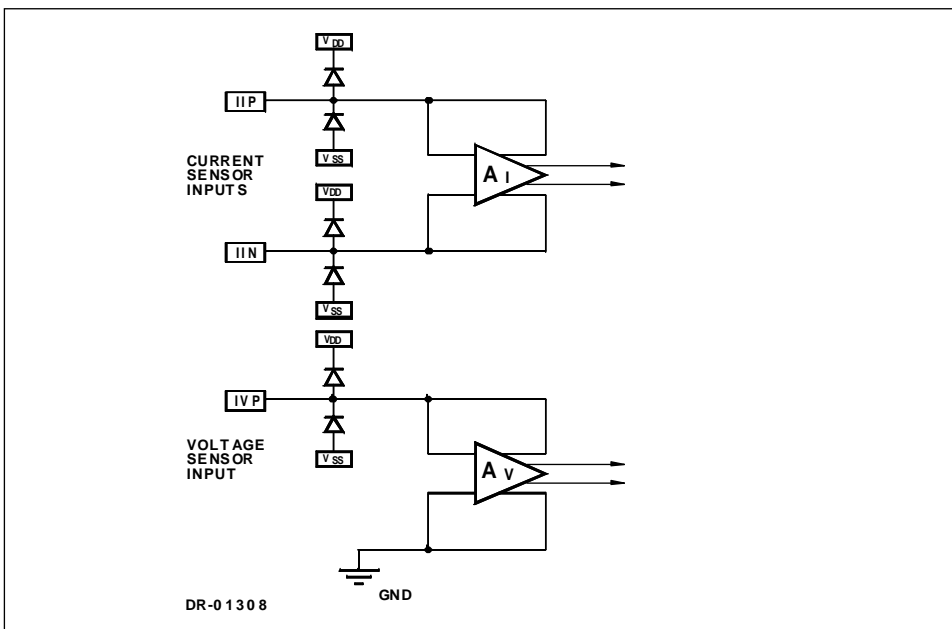 VDD
IIP
CURRENT
SENSOR
INPUTS
VSS
VDD
AI
IIN
VSS
VDD
IVP
VOLTAGE
SENSOR
INPUT
VSS
AV
GND
DR-01308